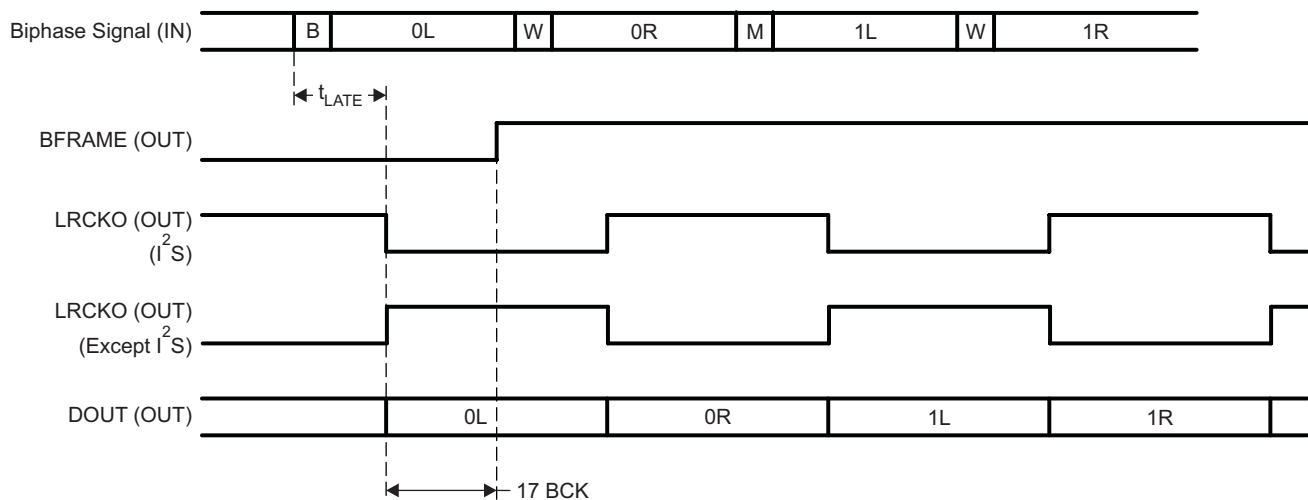 Biphase Signal (IN) B 0L W 0R M 1L W 1R
tLATE
BFRAME (OUT)
LRCKO (OUT)
(I2S)
LRCKO (OUT)
(Except I2S)
DOUT (OUT) 0L 0R 1L 1R
17 BCK